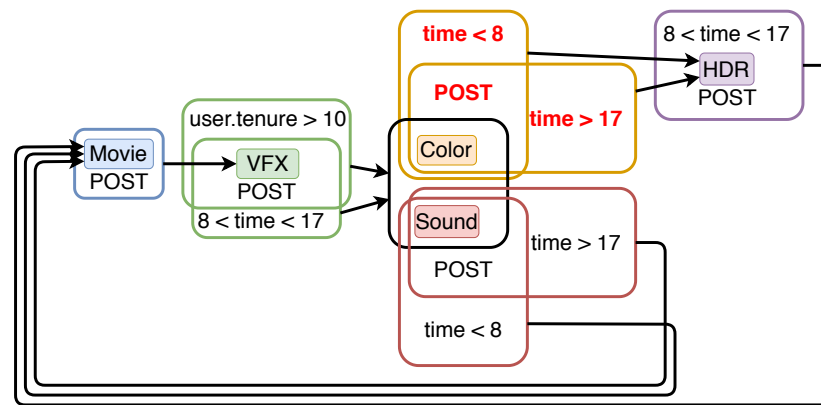 time < 8
8 < time < 17
HDR
POST
POST
time > 17
user.tenure > 10
Movie
POST
VFX
POST
8 < time < 17
Color
Sound
time > 17
POST
time < 8